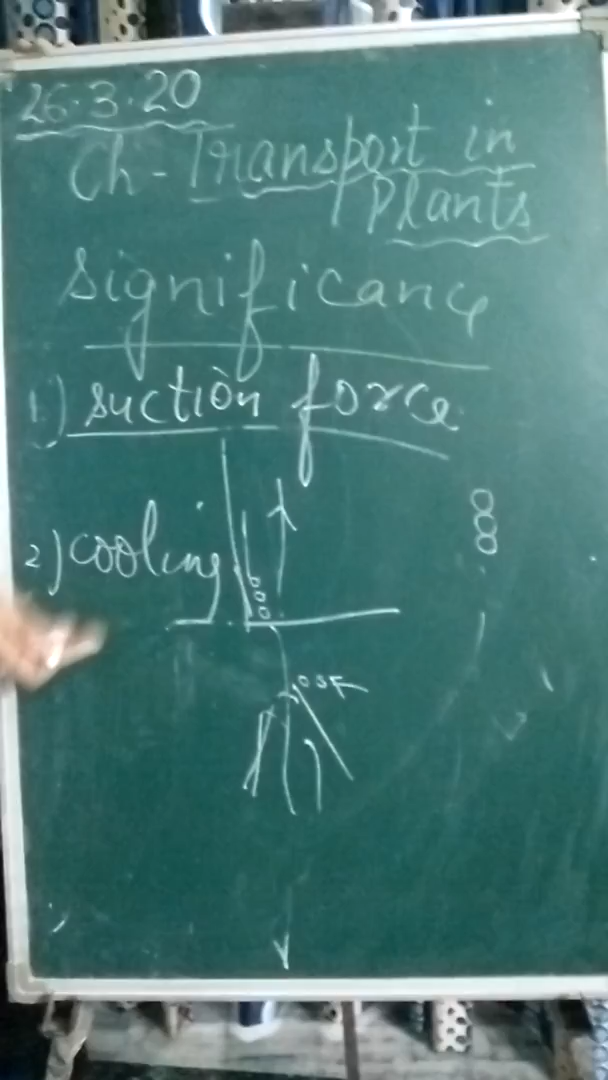 26.3.20
Ch-Transport in
Plants
Significance
1) suction force
2) cooling